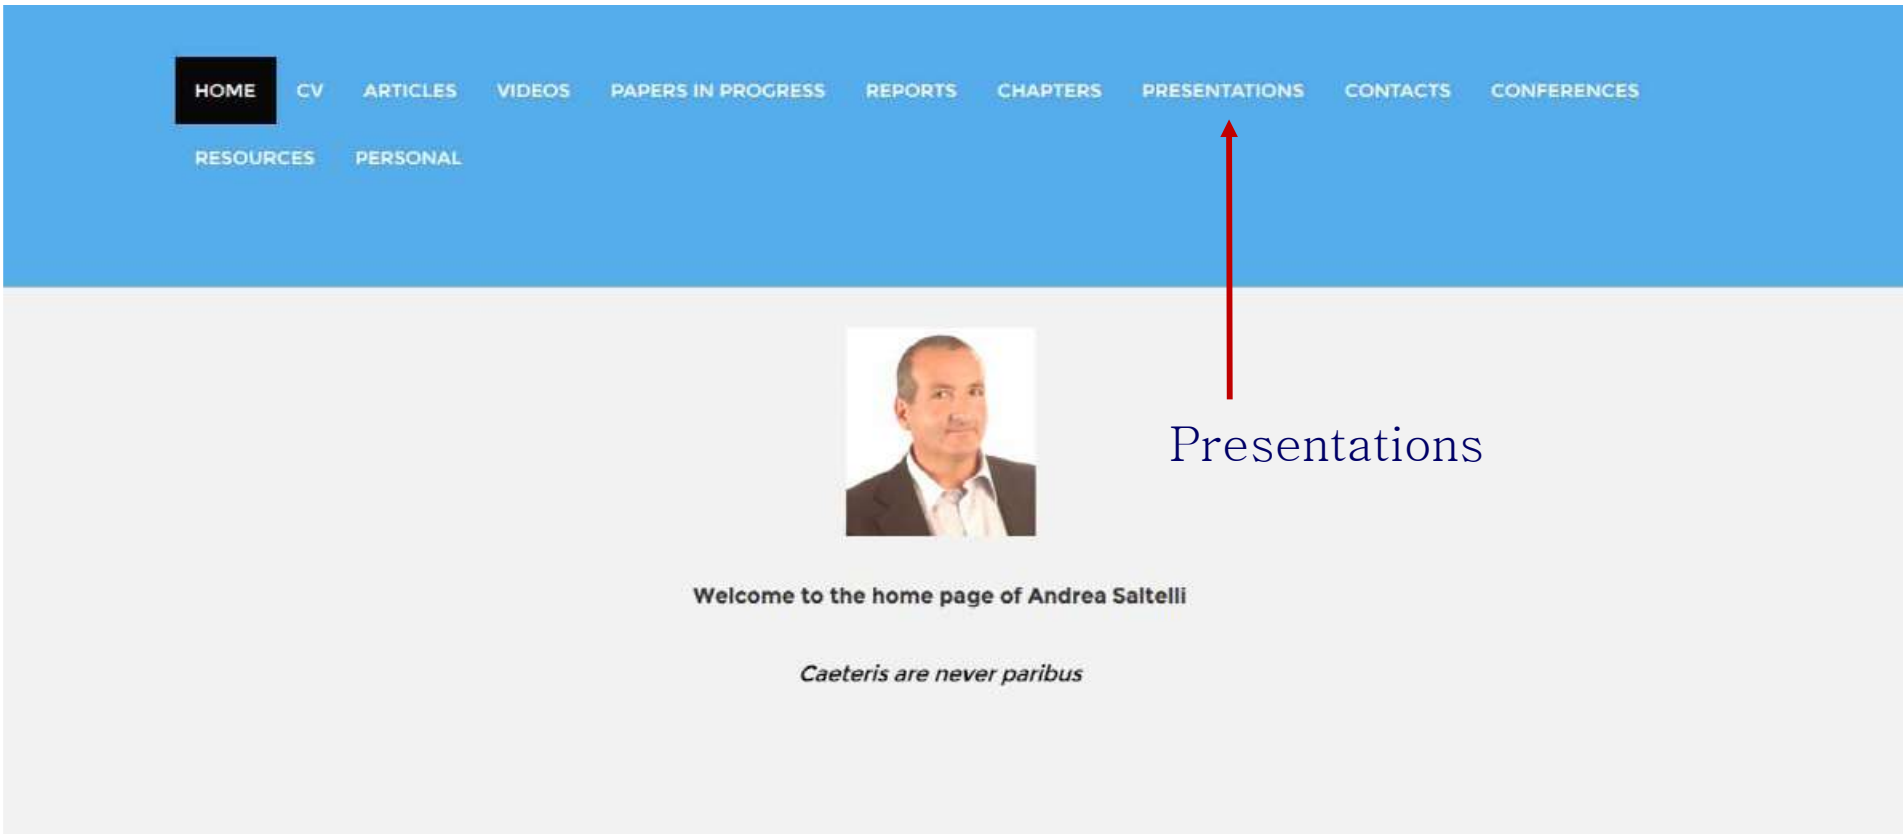 HOME CV ARTICLES VIDEOS PAPERS IN PROGRESS REPORTS CHAPTERS PRESENTATIONS CONTACTS CONFERENCES
RESOURCES PERSONAL
Presentations
Welcome to the home page of Andrea Saltelli
Caeteris are never paribus